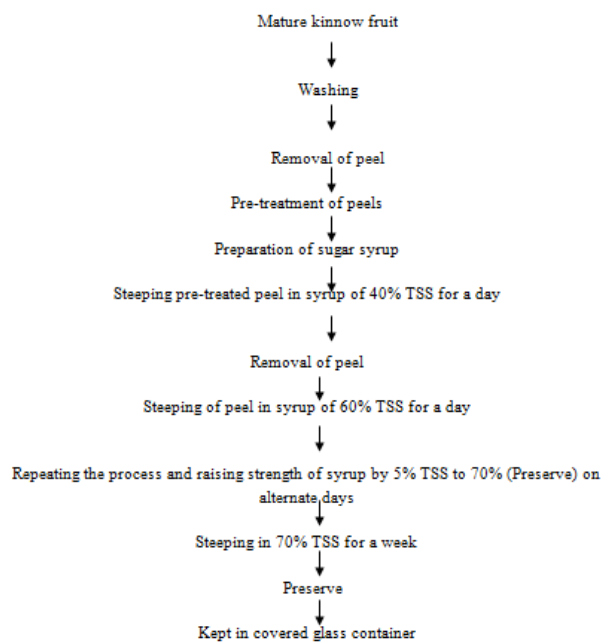 Mature kinnow fruit
Washing
Removal of peel
Pre-treatment of peels
Preparation of sugar syrup
Steeping pre-treated peel in syrup of 40% TSS for a day
Removal of peel
Steeping of peel in syrup of 60% TSS for a day
Repeating the process and raising strength of syrup by 5% TSS to 70% (Preserve) on
alternate days
Steeping in 70% TSS for a week
Preserve
Kept in covered glass container